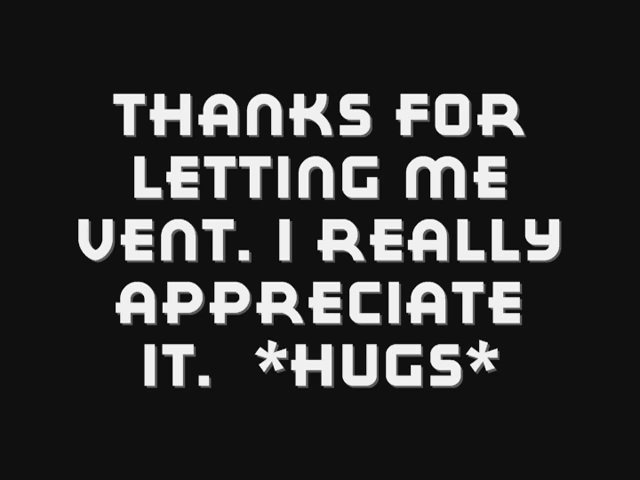 THANKS FOR
LETTING ME
VENT. I REALLY
APPRECIATE
IT.  *HUGS*